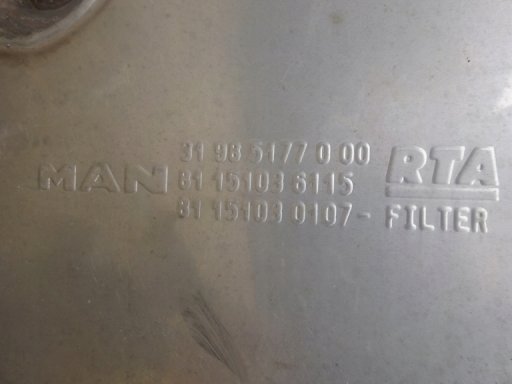 MAN
31 98 5177 0 00
81 15103 6115
81 15103 0107-
RTA
FILTER